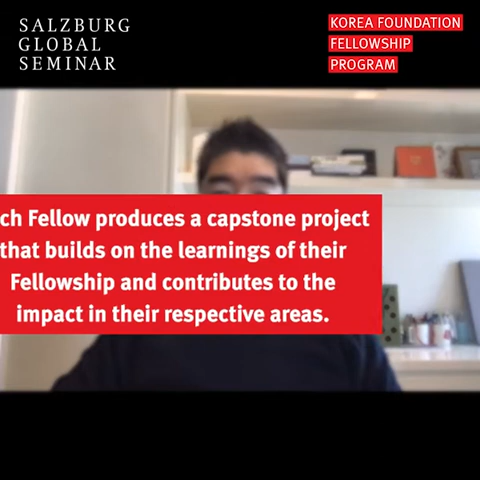 SALZBURG
GLOBAL
SEMINAR
KOREA FOUNDATION
FELLOWSHIP
PROGRAM
ch Fellow produces a capstone project
that builds on the learnings of their
Fellowship and contributes to the
impact in their respective areas.